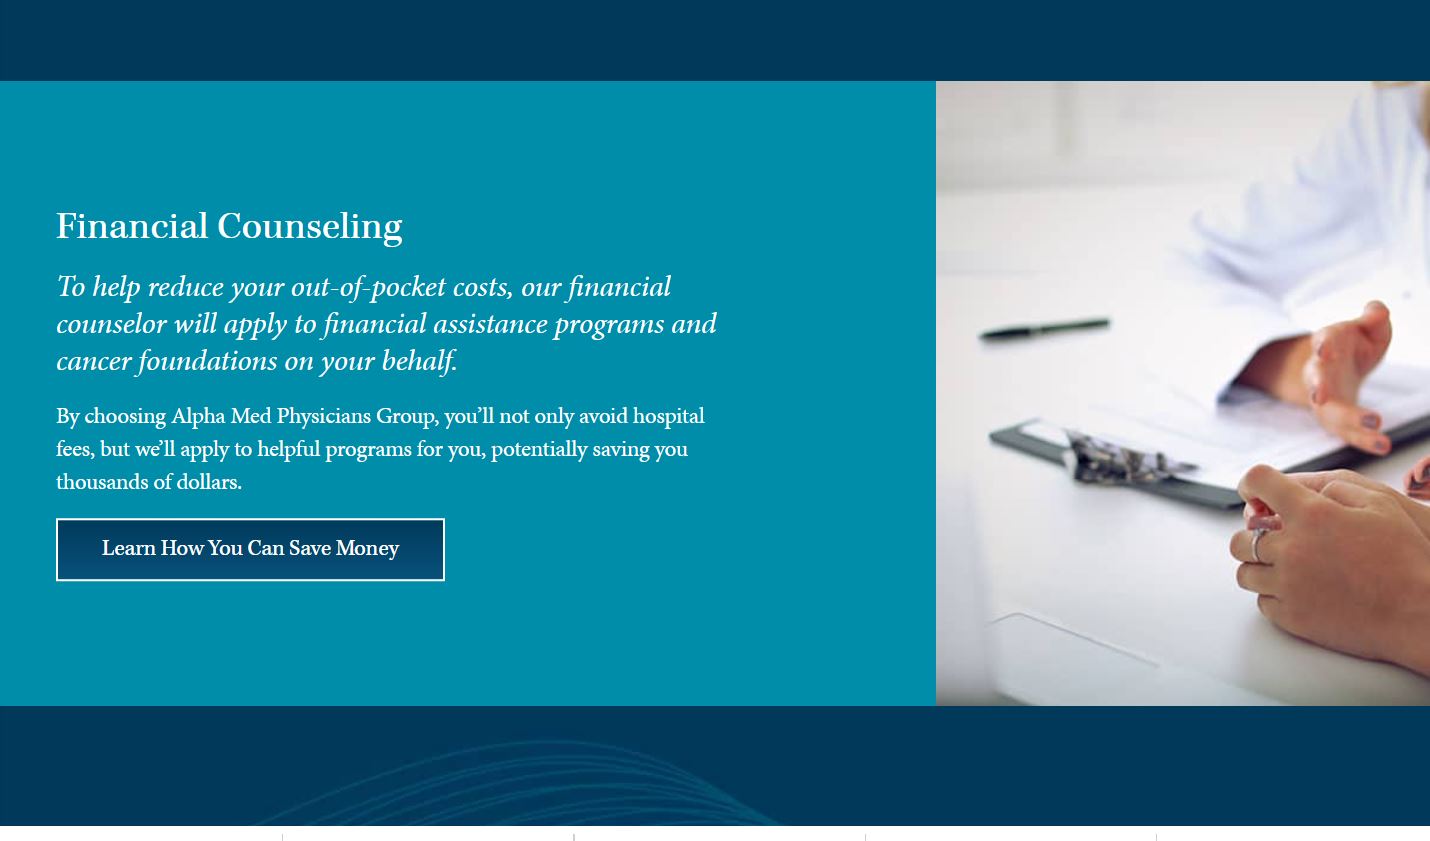 Financial Counseling
To help reduce your out-of-pocket costs, our financial
counselor will apply to financial assistance programs and
cancer foundations on your behalf.
By choosing Alpha Med Physicians Group, you’ll not only avoid hospital
fees, but we’ll apply to helpful programs for you, potentially saving you
thousands of dollars.
Learn How You Can Save Money